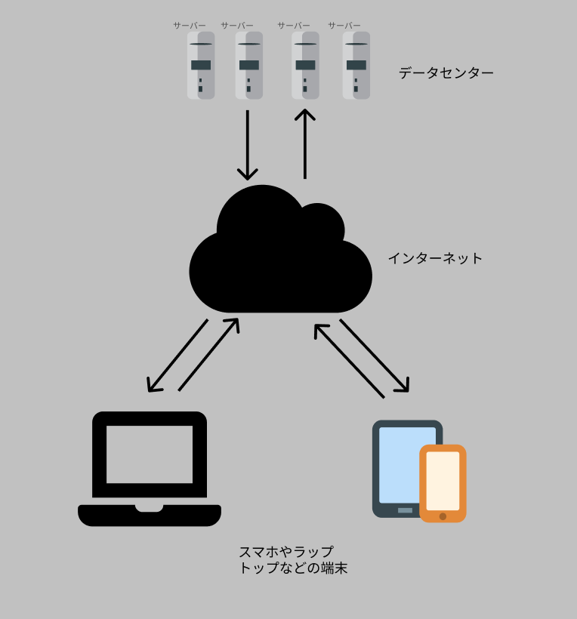 サーバー サーバー サーバー サーバー
データセンター
インターネット
スマホやラップ
トップなどの端末